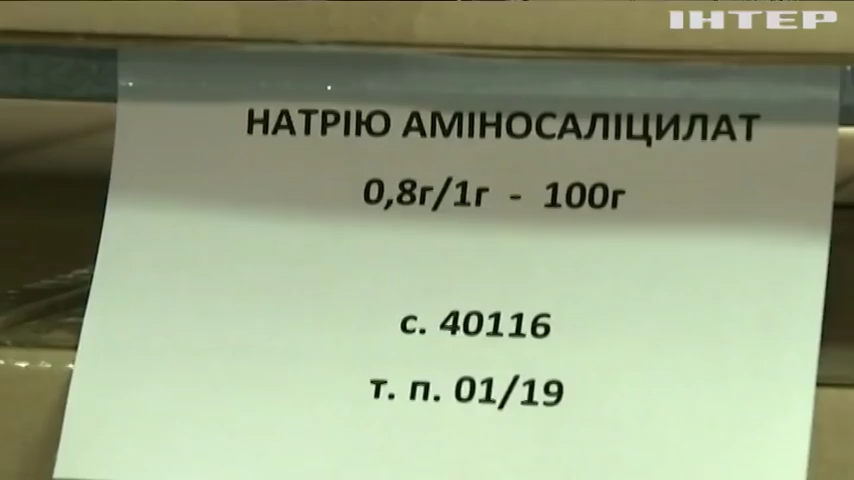 ІНТЕР
НАТРІЮ АМІНОСАЛІЦИЛАТ
0,8г/1г - 100г
с. 40116
т. п. 01/19